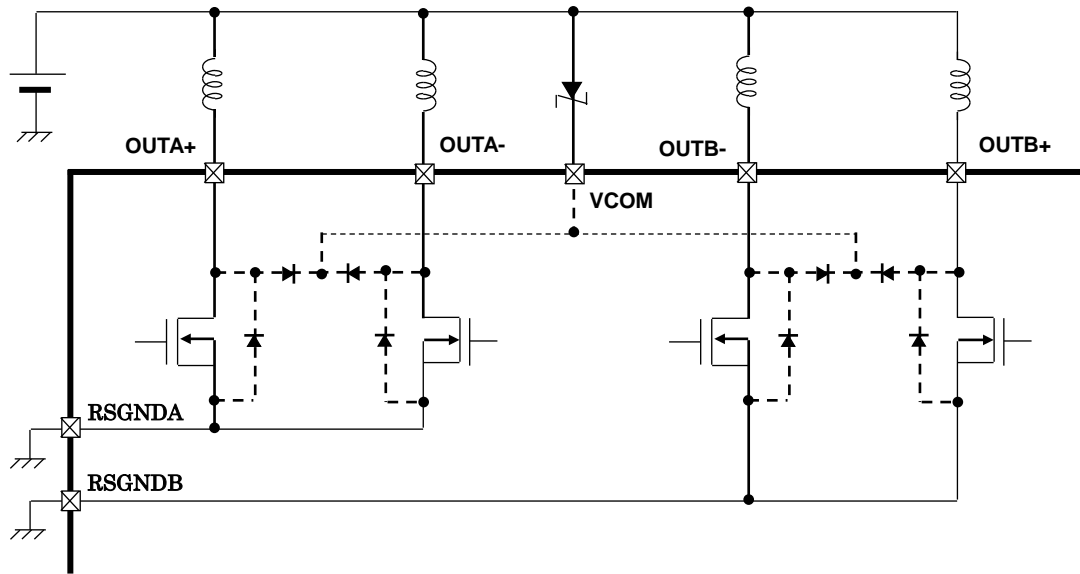 OUTA+
OUTA-
OUTB-
OUTB+
VCOM
RSGNDA
RSGNDB